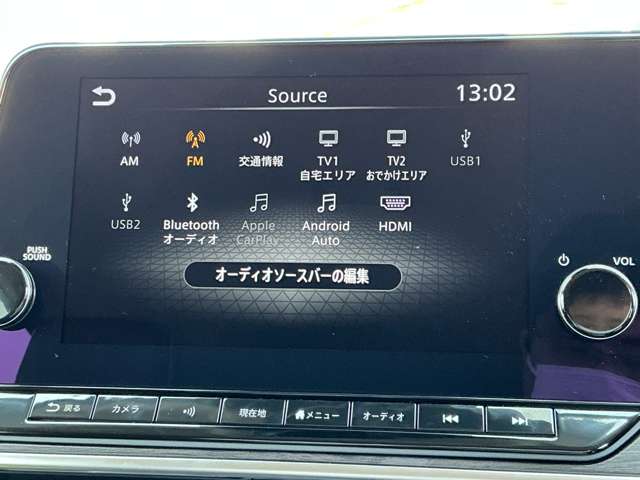 Source
13:02
AM
FM
交通情報
TV1
自宅エリア
TV2
おでかけエリア
USB1
USB2
Bluetooth
オーディオ
Apple
CarPlay
Android
Auto
HDMI
オーディオソースバーの編集
PUSH
SOUND
VOL
戻る
カメラ
現在地
メニュー
オーディオ